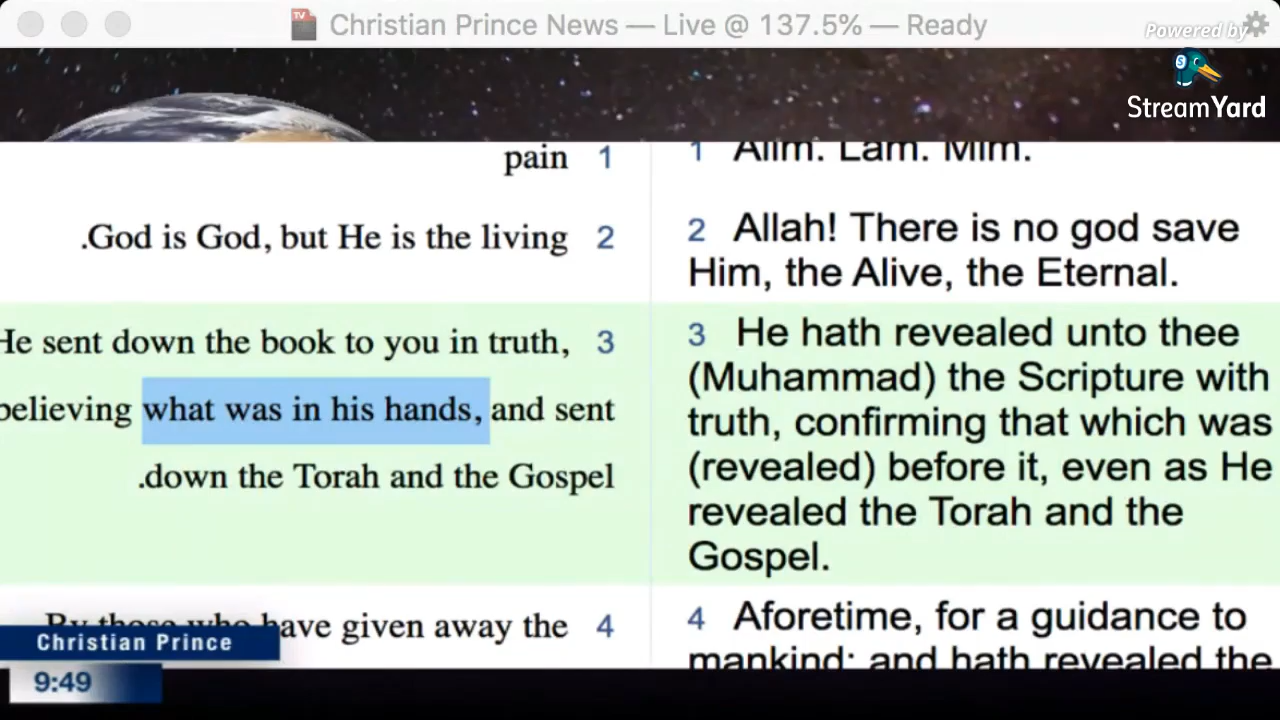 Christian Prince News — Live @ 137.5% — Ready
Powered by
StreamYard
pain 1
.God is God, but He is the living 2
He sent down the book to you in truth, 3
believing what was in his hands, and sent
.down the Torah and the Gospel
have given away the 4
1 Alim. Lam. Mim.
2 Allah! There is no god save
Him, the Alive, the Eternal.
3 He hath revealed unto thee
(Muhammad) the Scripture with
truth, confirming that which was
(revealed) before it, even as He
revealed the Torah and the
Gospel.
4 Aforetime, for a guidance to
mankind; and hath revealed the
Christian Prince
9:49